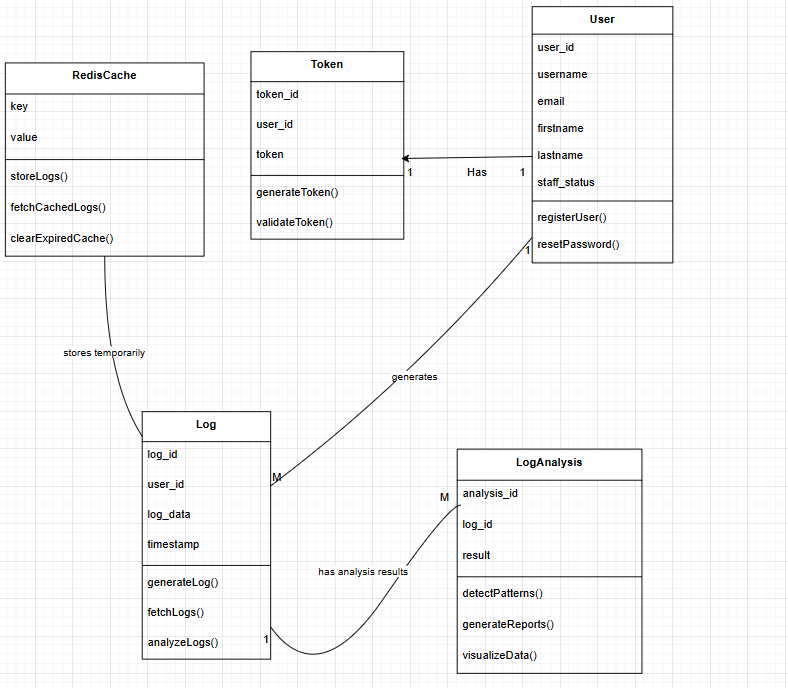 User
user_id
username
email
firstname
lastname
staff_status
registerUser()
resetPassword()
Token
token_id
user_id
token
generateToken()
validateToken()
RedisCache
key
value
storeLogs()
fetchCachedLogs()
clearExpiredCache()
1
Has
1
1
stores temporarily
generates
M
Log
log_id
user_id
log_data
timestamp
generateLog()
fetchLogs()
analyzeLogs()
1
has analysis results
M
LogAnalysis
analysis_id
log_id
result
detectPatterns()
generateReports()
visualizeData()